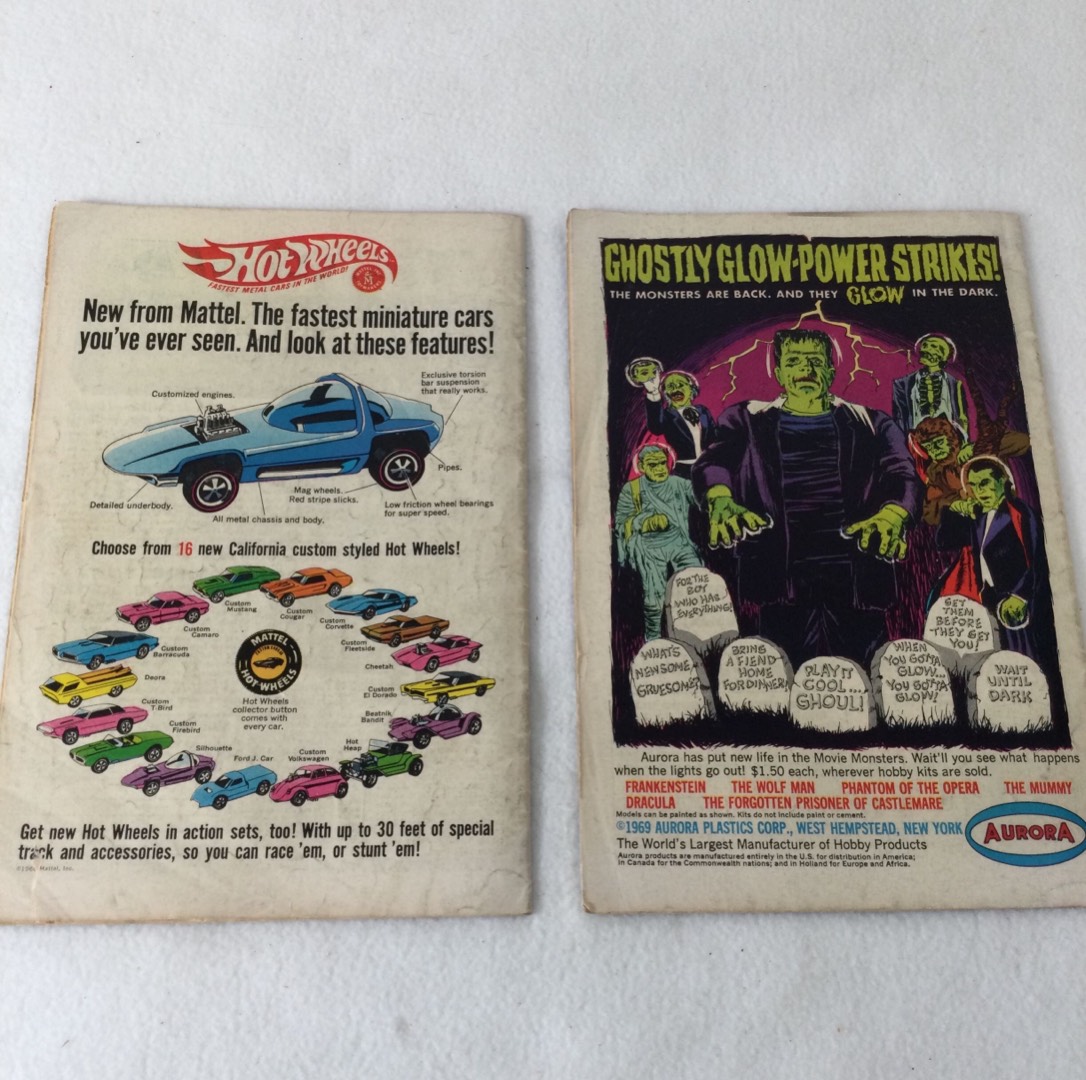 HOT WHEELS
FASTEST METAL CARS IN THE WORLD!
New from Mattel. The fastest miniature cars
you've ever seen. And look at these features!
Exclusive torsion
bar suspension
that really works.
Customized engines.
Pipes.
Mag wheels.
Red stripe slicks.
Detailed underbody.
Low friction wheel bearings
for super speed.
All metal chassis and body.
Choose from 16 new California custom styled Hot Wheels!
Custom
Mustang
Custom
Cougar
Custom
Corvette
Custom
Camaro
Custom
Fleetside
Custom
Barracuda
Cheetah
Deora
Custom
El Dorado
Custom
T-Bird
Beatnik
Bandit
Custom
Firebird
Hot
Heap
Silhouette
Ford J. Car
Custom
Volkswagen
MATTEL
HOT WHEELS
Hot Wheels
collector button
comes with
every car.
Get new Hot Wheels in action sets, too! With up to 30 feet of special
track and accessories, so you can race 'em, or stunt 'em!
Mattel, Inc.
GHOSTLY GLOW-POWER STRIKES!
THE MONSTERS ARE BACK. AND THEY GLOW IN THE DARK.
FOR THE
BOY
WHO HAS
EVERYTHING!
GET
THEM
BEFORE
THEY GET
YOU!
WHAT'S
NEW SOME
GRUESOMES?
BRING
A FIEND
HOME
FOR DINNER!
PLAY IT
COOL....
GHOUL!
WHEN
YOU GOTTA
GLOW...
YOU GOTTA
GLOW!
WAIT
UNTIL
DARK
Aurora has put new life in the Movie Monsters. Wait'll you see what happens
when the lights go out! $1.50 each, wherever hobby kits are sold.
FRANKENSTEIN THE WOLF MAN PHANTOM OF THE OPERA THE MUMMY
DRACULA THE FORGOTTEN PRISONER OF CASTLEMARE
Models can be painted as shown. Kits do not include paint or cement.
©1969 AURORA PLASTICS CORP., WEST HEMPSTEAD, NEW YORK
The World's Largest Manufacturer of Hobby Products
Aurora products are manufactured entirely in the U.S. for distribution in America;
in Canada for the Commonwealth nations; and in Holland for Europe and Africa.
AURORA